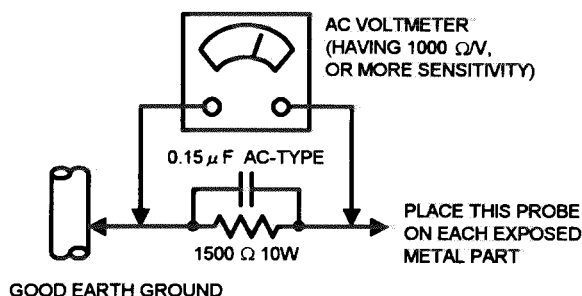 AC VOLTMETER
(HAVING 1000 Ω/V,
OR MORE SENSITIVITY)
0.15 μ F AC-TYPE
1500 Ω 10W
PLACE THIS PROBE
ON EACH EXPOSED
METAL PART
GOOD EARTH GROUND